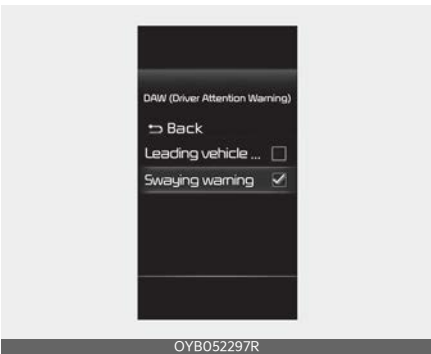 DAW (Driver Attention Warning)
Back
Leading vehicle ...
Swaying warning
OYB052297R